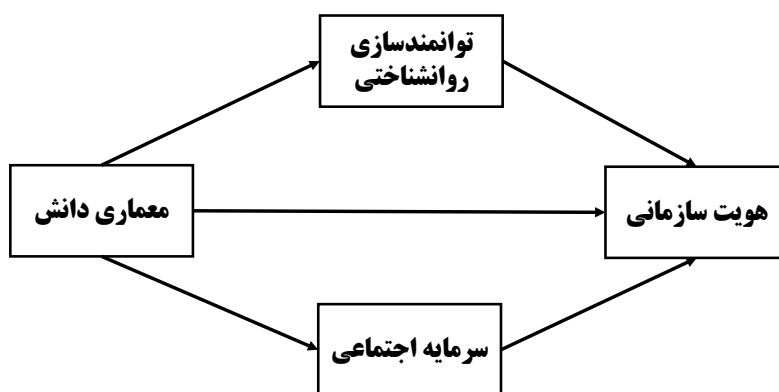 توانمندسازی
روانشناختی
معماری دانش
هویت سازمانی
سرمایه اجتماعی